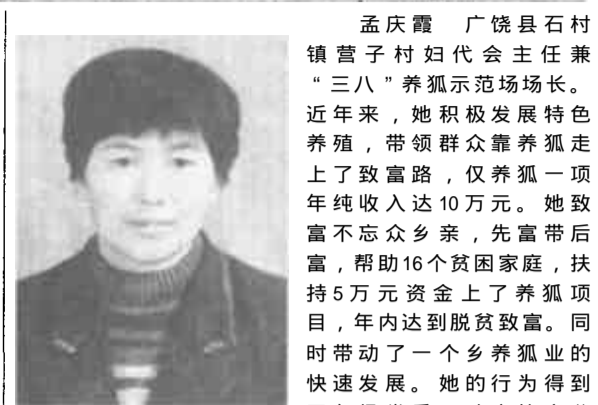 孟庆霞 广饶县石村
镇营子村妇代会主任兼
“三八”养狐示范场场长。
近年来，她积极发展特色
养殖，带领群众靠养狐走
上了致富路，仅养狐一项
年纯收入达10万元。她致
富不忘众乡亲，先富带后
富，帮助16个贫困家庭，扶
持5万元资金上了养狐项
目，年内达到脱贫致富。同
时带动了一个乡养狐业的
快速发展。她的行为得到